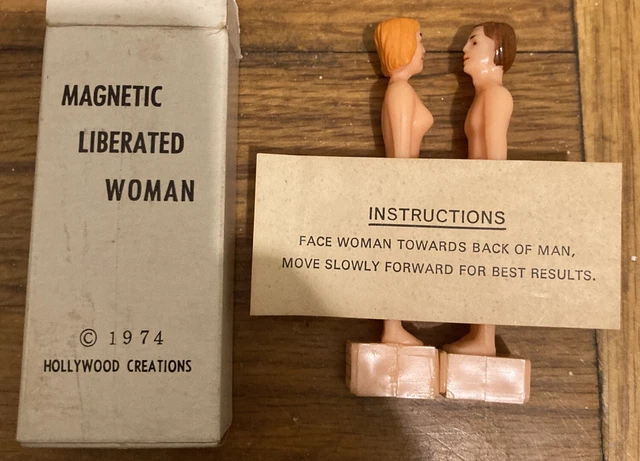 MAGNETIC
LIBERATED
WOMAN
© 1974
HOLLYWOOD CREATIONS
INSTRUCTIONS
FACE WOMAN TOWARDS BACK OF MAN,
MOVE SLOWLY FORWARD FOR BEST RESULTS.